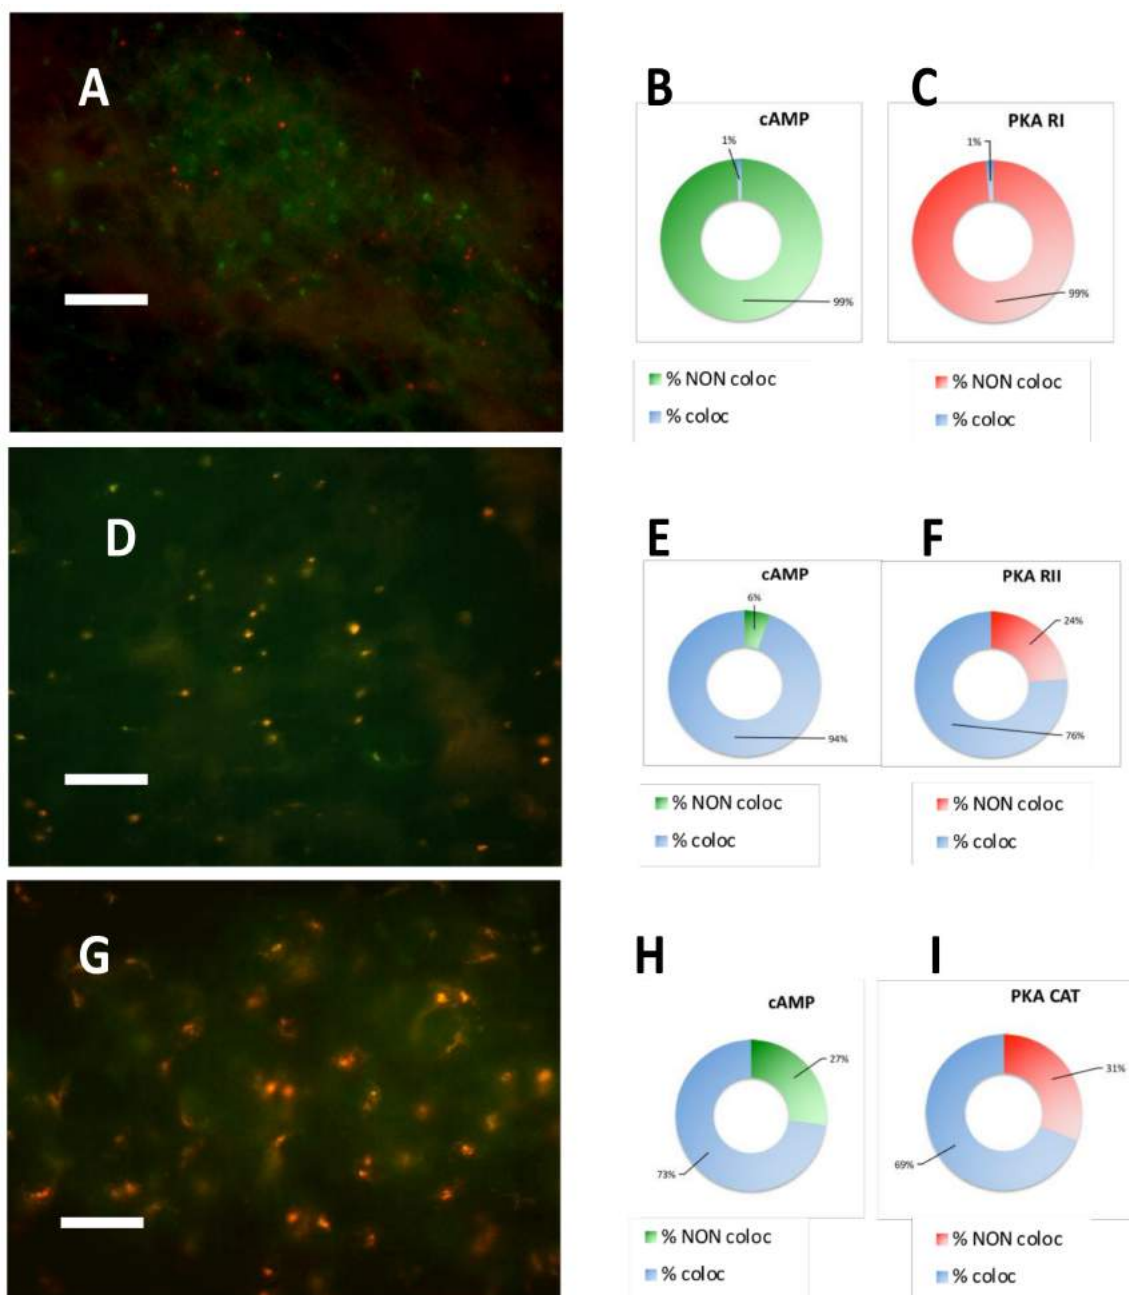 A
B
C
cAMP
PKA RI
1%
1%
99%
99%
% NON coloc
% NON coloc
% coloc
% coloc
D
E
F
cAMP
PKA RII
6%
24%
94%
76%
% NON coloc
% NON coloc
% coloc
% coloc
G
H
I
cAMP
PKA CAT
27%
31%
73%
69%
% NON coloc
% NON coloc
% coloc
% coloc